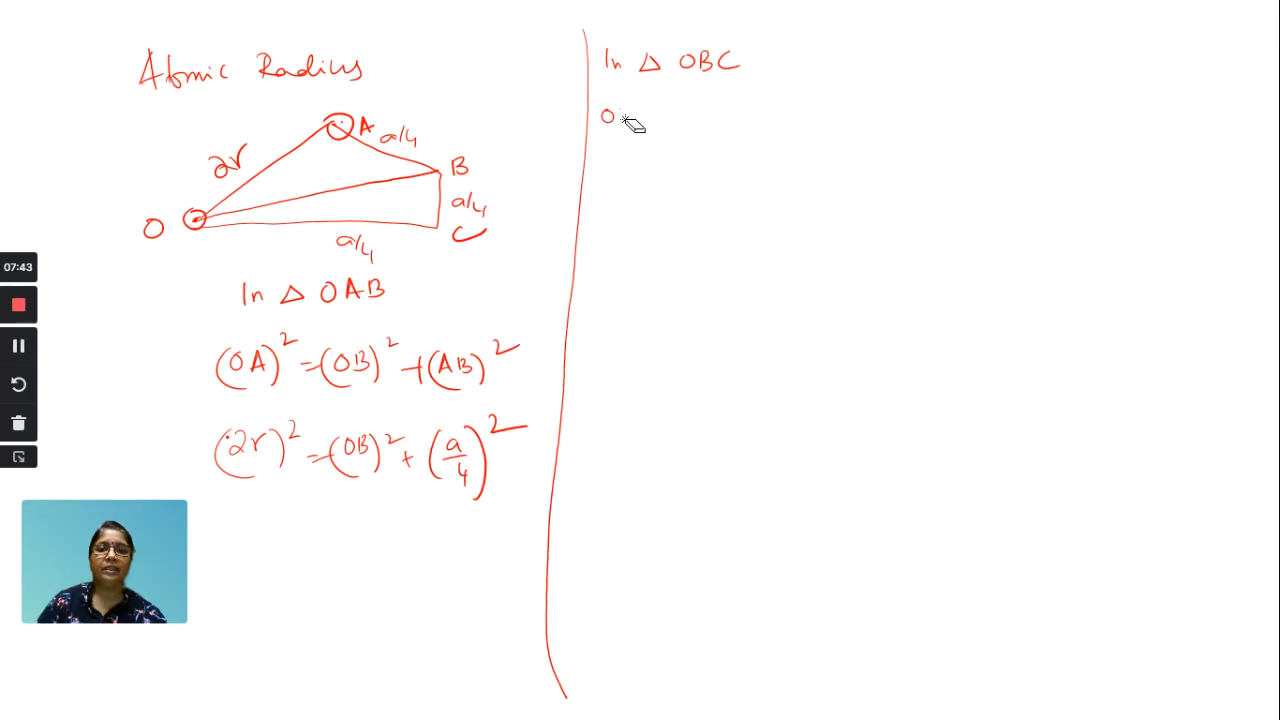 Atomic Radius
A
a/4
2r
B
a/4
O
C
a/4
In △ OAB
(OA)² = (OB)² + (AB)²
(2r)² = (OB)² + (a/4)²
In △ OBC
O
07:43